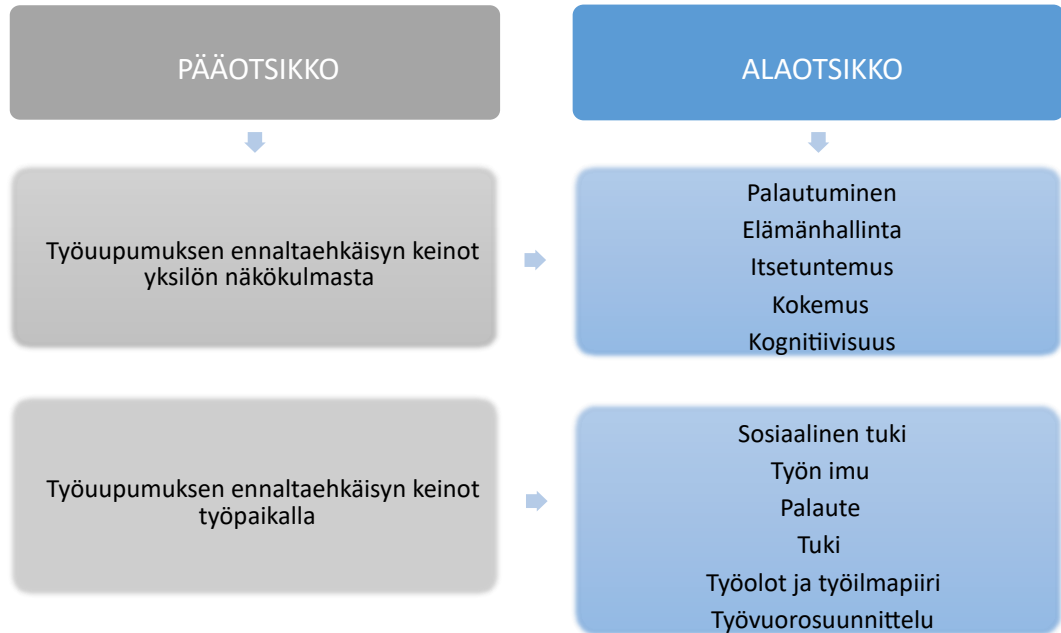 PÄÄOTSIKKO
ALAOTSIKKO
Työuupumuksen ennaltaehkäisyn keinot
yksilön näkökulmasta
Palautuminen
Elämänhallinta
Itsetuntemus
Kokemus
Kognitiivisuus
Työuupumuksen ennaltaehkäisyn keinot
työpaikalla
Sosiaalinen tuki
Työn imu
Palaute
Tuki
Työolot ja työilmapiiri
Työvuorosuunnittelu